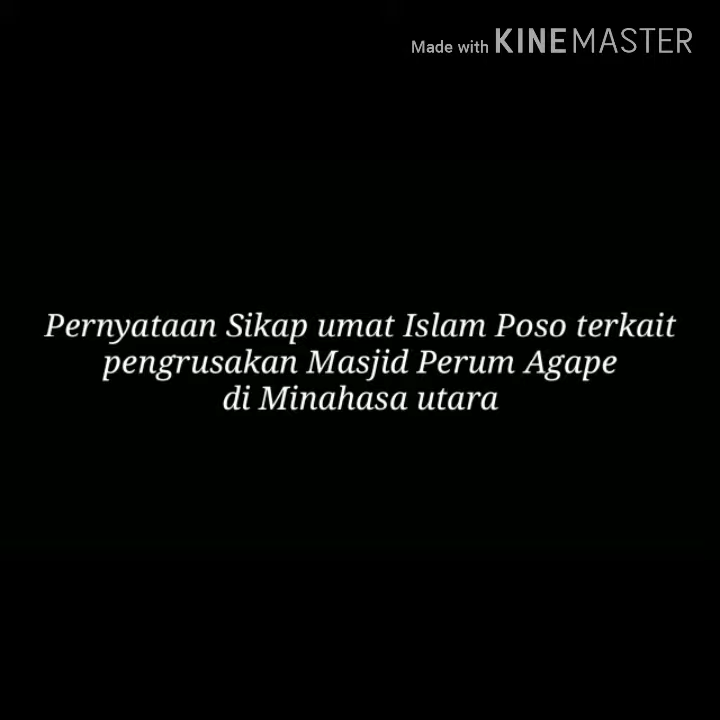 Made with KINEMASTER
Pernyataan Sikap umat Islam Poso terkait
pengrusakan Masjid Perum Agape
di Minahasa utara